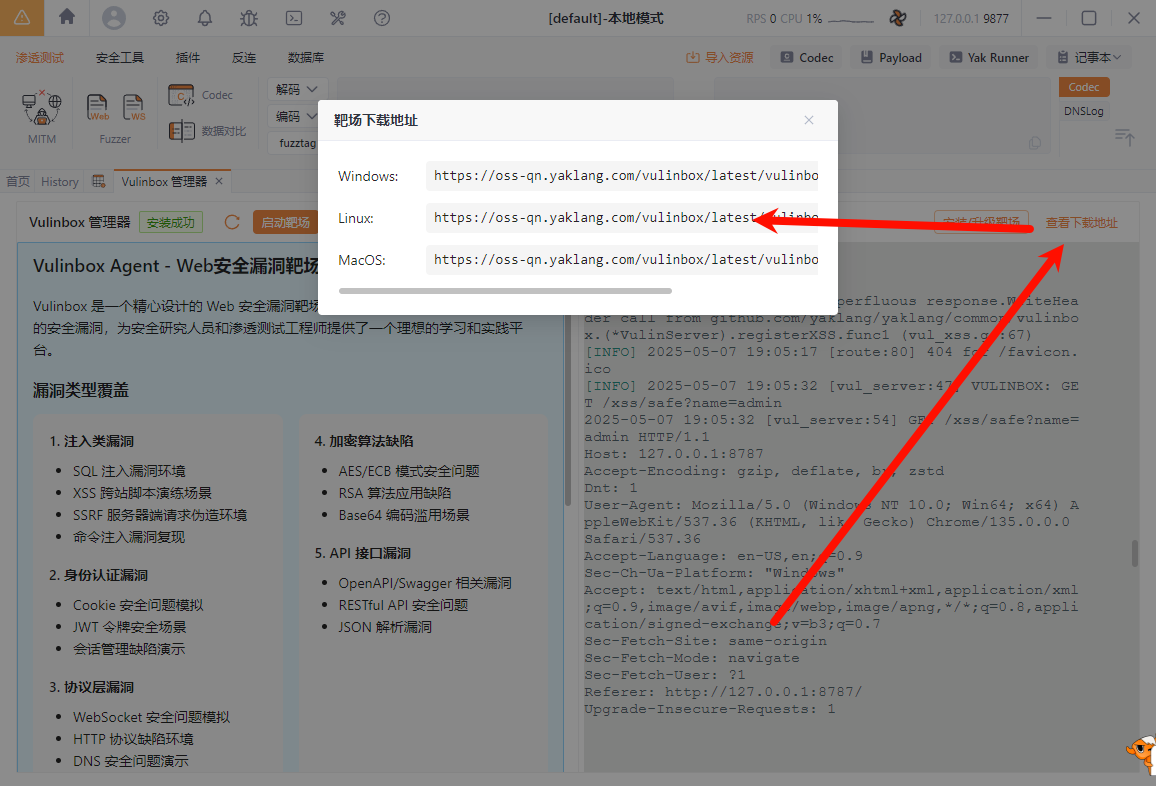 [default]-本地模式
RPS 0 CPU 1%
127.0.0.1 9877
渗透测试 安全工具 插件 反连 数据库
导入资源 Codec Payload Yak Runner 记事本
MITM
Web
WS
Fuzzer
Codec
数据对比
解码
编码
fuzztag
Codec
DNSLog
首页 History Vulinbox 管理器
靶场下载地址
Windows: https://oss-qn.yaklang.com/vulinbox/latest/vulinbo
Linux: https://oss-qn.yaklang.com/vulinbox/latest/vulinbo
MacOS: https://oss-qn.yaklang.com/vulinbox/latest/vulinbo
Vulinbox 管理器 安装成功 启动靶场
安装/升级靶场 查看下载地址
Vulinbox Agent - Web安全漏洞靶场
Vulinbox 是一个精心设计的 Web 安全漏洞靶场
的安全漏洞，为安全研究人员和渗透测试工程师提供了一个理想的学习和实践平
台。
漏洞类型覆盖
1. 注入类漏洞
SQL 注入漏洞环境
XSS 跨站脚本演练场景
SSRF 服务器端请求伪造环境
命令注入漏洞复现
2. 身份认证漏洞
Cookie 安全问题模拟
JWT 令牌安全场景
会话管理缺陷演示
3. 协议层漏洞
WebSocket 安全问题模拟
HTTP 协议缺陷环境
DNS 安全问题演示
4. 加密算法缺陷
AES/ECB 模式安全问题
RSA 算法应用缺陷
Base64 编码滥用场景
5. API 接口漏洞
OpenAPI/Swagger 相关漏洞
RESTful API 安全问题
JSON 解析漏洞
perfluous response.WriteHea
der call from github.com/yaklang/yaklang/common/vulinbo
x.(*VulinServer).registerXSS.func1 (vul_xss.go:67)
[INFO] 2025-05-07 19:05:17 [route:80] 404 for /favicon.
ico
[INFO] 2025-05-07 19:05:32 [vul_server:47] VULINBOX: GE
T /xss/safe?name=admin
2025-05-07 19:05:32 [vul_server:54] GET /xss/safe?name=
admin HTTP/1.1
Host: 127.0.0.1:8787
Accept-Encoding: gzip, deflate, br, zstd
Dnt: 1
User-Agent: Mozilla/5.0 (Windows NT 10.0; Win64; x64) A
ppleWebKit/537.36 (KHTML, like Gecko) Chrome/135.0.0.0
Safari/537.36
Accept-Language: en-US,en;q=0.9
Sec-Ch-Ua-Platform: "Windows"
Accept: text/html,application/xhtml+xml,application/xml
;q=0.9,image/avif,image/webp,image/apng,*/*;q=0.8,appli
cation/signed-exchange;v=b3;q=0.7
Sec-Fetch-Site: same-origin
Sec-Fetch-Mode: navigate
Sec-Fetch-User: ?1
Referer: http://127.0.0.1:8787/
Upgrade-Insecure-Requests: 1